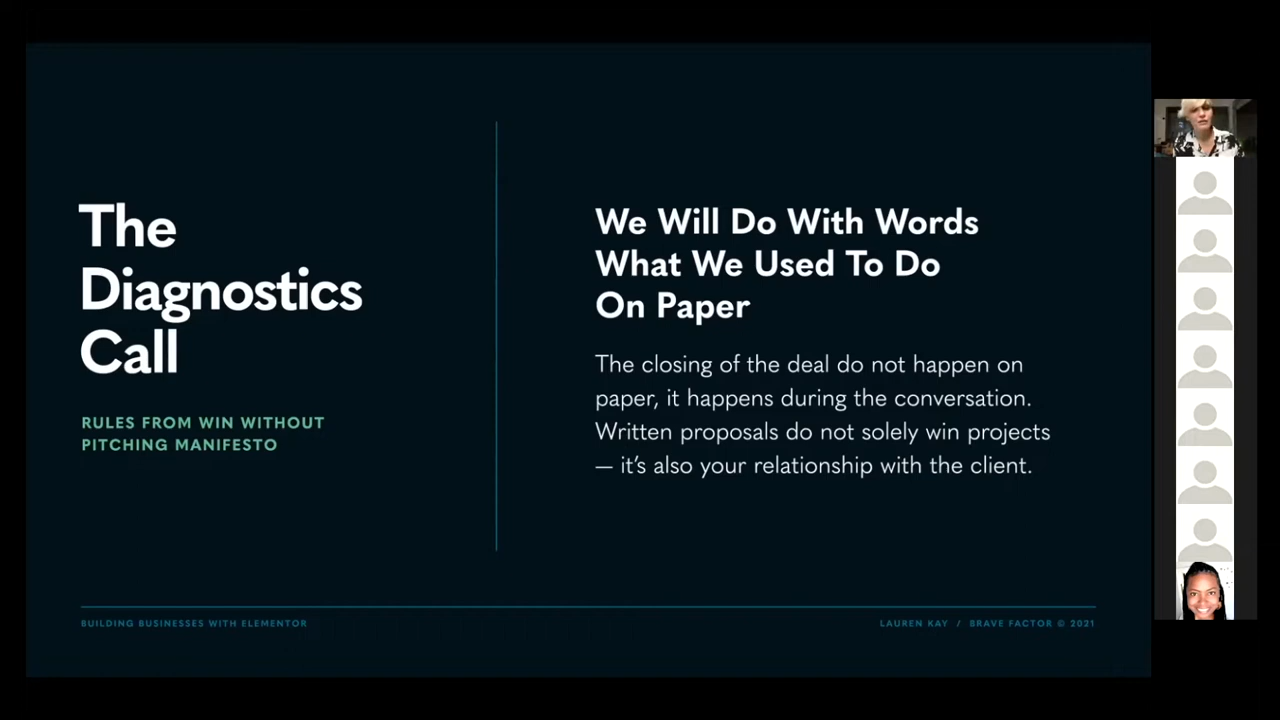 The
Diagnostics
Call
RULES FROM WIN WITHOUT
PITCHING MANIFESTO
We Will Do With Words
What We Used To Do
On Paper
The closing of the deal do not happen on
paper, it happens during the conversation.
Written proposals do not solely win projects
— it’s also your relationship with the client.
BUILDING BUSINESSES WITH ELEMENTOR
LAUREN KAY / BRAVE FACTOR © 2021